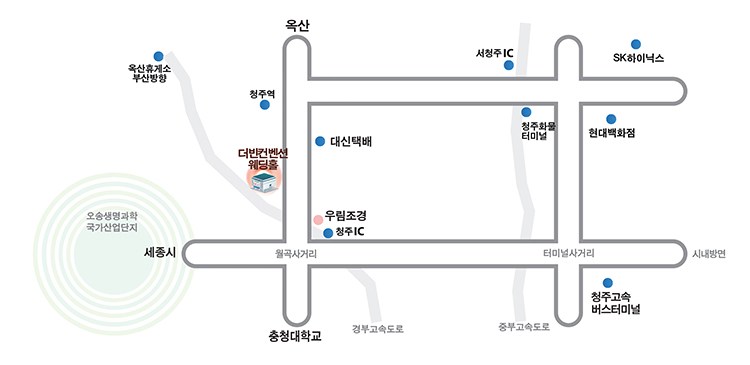 옥산
서청주 IC
SK하이닉스
옥산휴게소
부산방향
청주역
청주화물
터미널
현대백화점
대신택배
더빈컨벤션
웨딩홀
오송생명과학
국가산업단지
우림조경
청주 IC
세종시
월곡사거리
터미널사거리
시내방면
청주고속
버스터미널
경부고속도로
중부고속도로
충청대학교